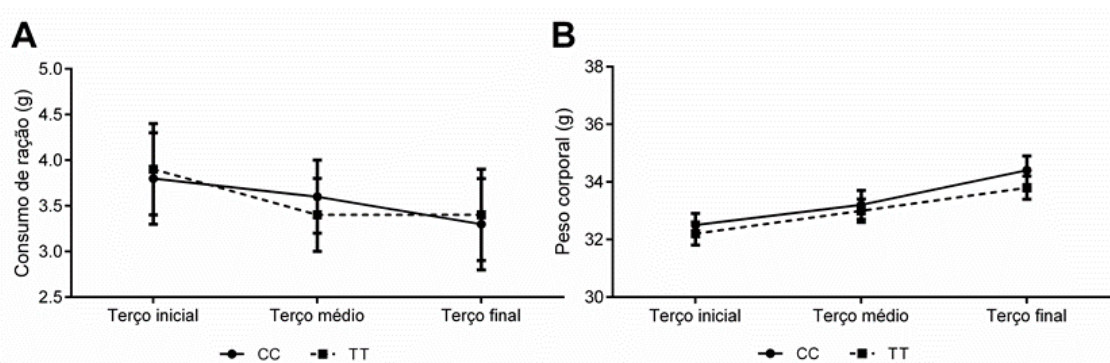 A
Consumo de ração (g)
5.0
4.5
4.0
3.5
3.0
2.5
Terço inicial Terço médio Terço final
CC TT
B
Peso corporal (g)
38
36
34
32
30
Terço inicial Terço médio Terço final
CC TT